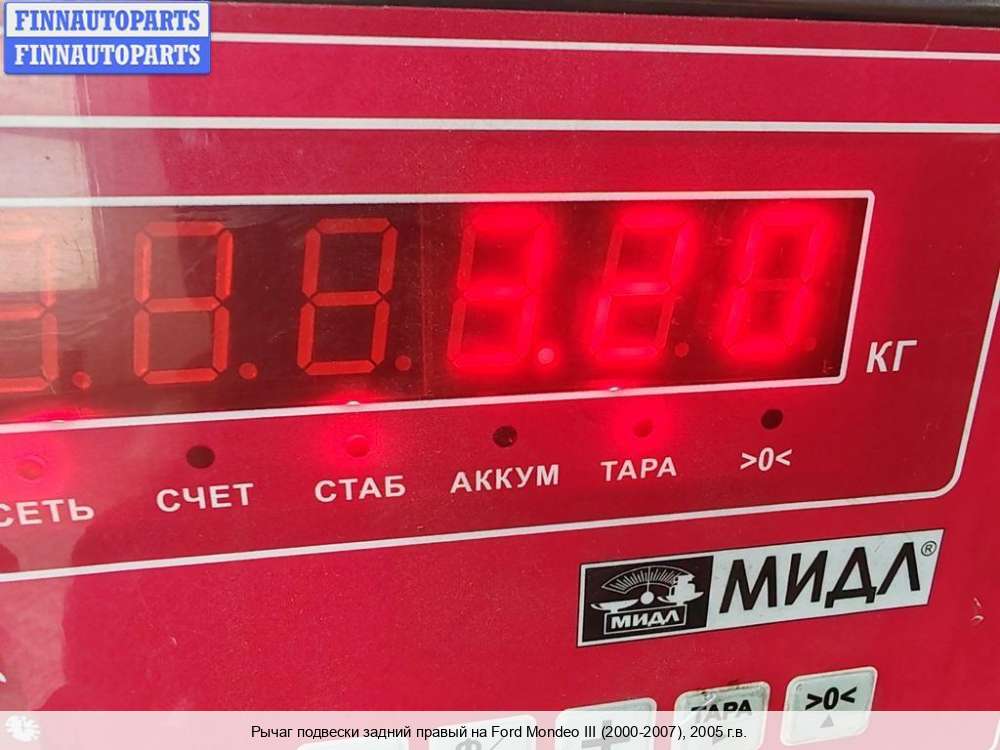 FINNAUTOPARTS
FINNAUTOPARTS
3.20
КГ
СЕТЬ СЧЕТ СТАБ АККУМ ТАРА >0<
МИДЛ МИДЛ®
ТАРА >0<
Рычаг подвески задний правый на Ford Mondeo III (2000-2007), 2005 г.в.